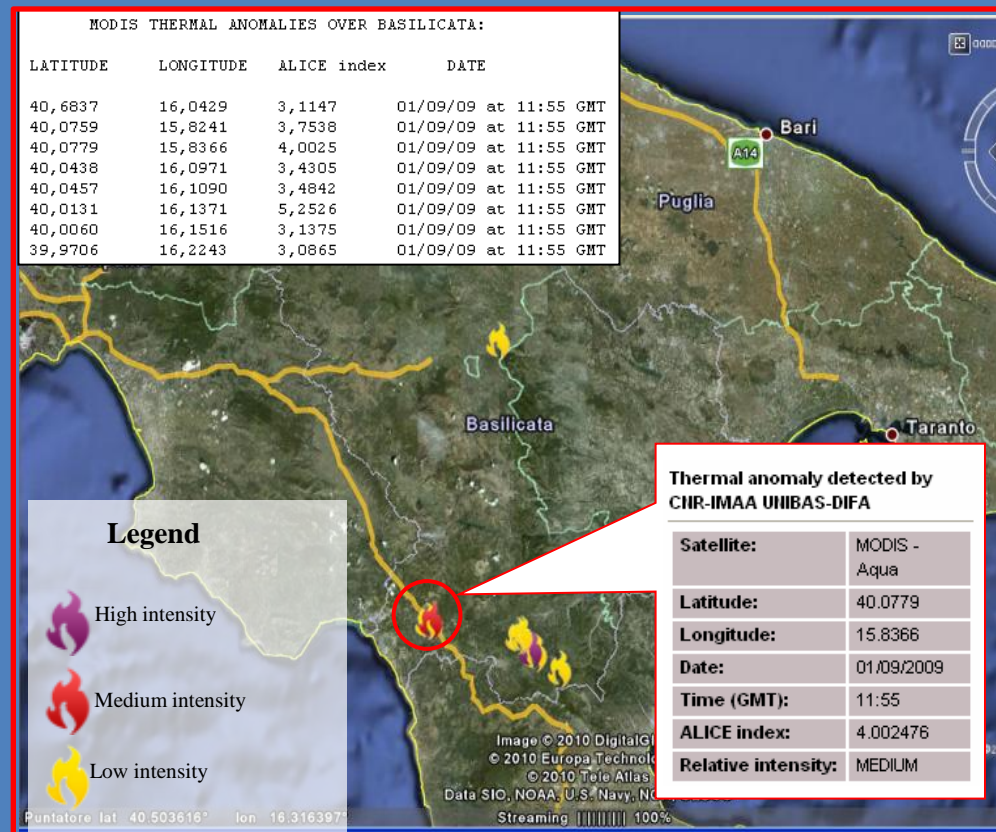 MODIS THERMAL ANOMALIES OVER BASILICATA:
LATITUDE LONGITUDE ALICE index DATE
40,6837 16,0429 3,1147 01/09/09 at 11:55 GMT
40,0759 15,8241 3,7538 01/09/09 at 11:55 GMT
40,0779 15,8366 4,0025 01/09/09 at 11:55 GMT
40,0438 16,0971 3,4305 01/09/09 at 11:55 GMT
40,0457 16,1090 3,4842 01/09/09 at 11:55 GMT
40,0131 16,1371 5,2526 01/09/09 at 11:55 GMT
40,0060 16,1516 3,1375 01/09/09 at 11:55 GMT
39,9706 16,2243 3,0865 01/09/09 at 11:55 GMT
Bari
A14
Puglia
Basilicata
Taranto
Thermal anomaly detected by
CNR-IMAA UNIBAS-DIFA
Satellite: MODIS -
Aqua
Latitude: 40.0779
Longitude: 15.8366
Date: 01/09/2009
Time (GMT): 11:55
ALICE index: 4.002476
Relative intensity: MEDIUM
Legend
High intensity
Medium intensity
Low intensity
Image © 2010
© 2010 Europa
© 2010 Tele Atlas
Data SIO, NOAA, U.S. Navy,
Puntatore lat 40.503616° lon 16.316397°
Streaming 100%